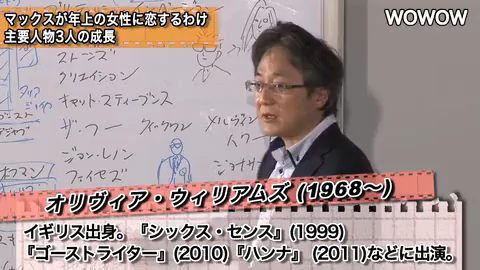 マックスが年上の女性に恋するわけ
主要人物3人の成長
WOWOW
ストーンズ
クリエイション
キャット・スティーブンス
ザ・フー
ジョン・レノン
フェイセズ
オリヴィア・ウィリアムズ (1968〜)
イギリス出身。『シックス・センス』(1999)
『ゴーストライター』(2010)『ハンナ』 (2011)などに出演。